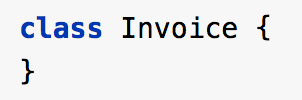 class Invoice {
}